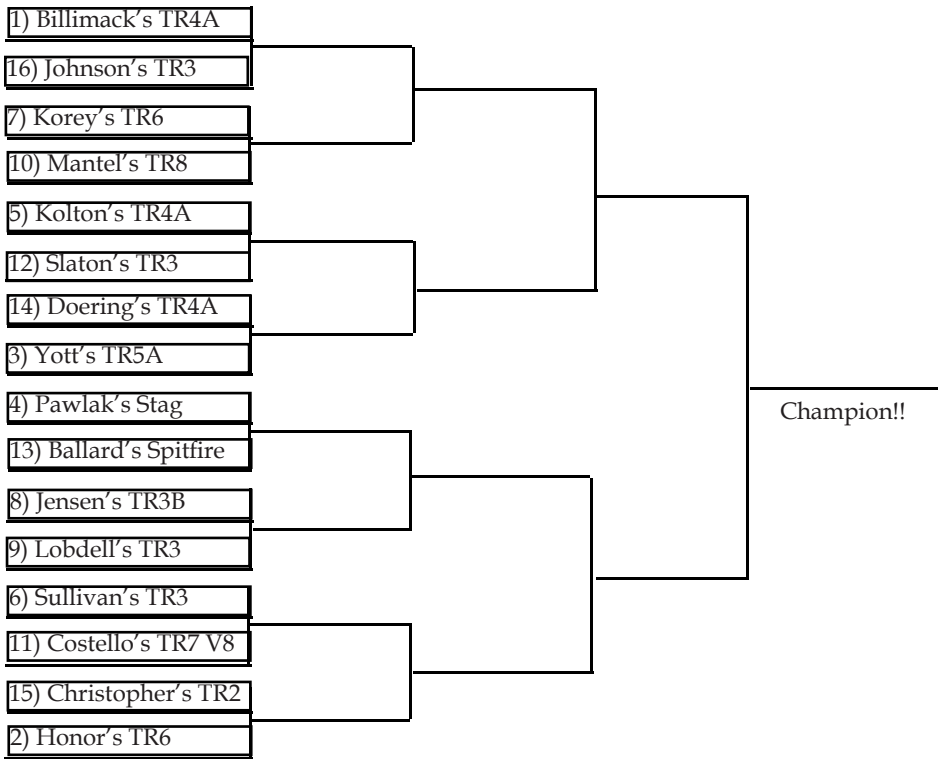 1) Billimack's TR4A
16) Johnson's TR3
7) Korey's TR6
10) Mantel's TR8
5) Kolton's TR4A
12) Slaton's TR3
14) Doering's TR4A
3) Yott's TR5A
4) Pawlak's Stag
13) Ballard's Spitfire
8) Jensen's TR3B
9) Lobdell's TR3
6) Sullivan's TR3
11) Costello's TR7 V8
15) Christopher's TR2
2) Honor's TR6
Champion!!